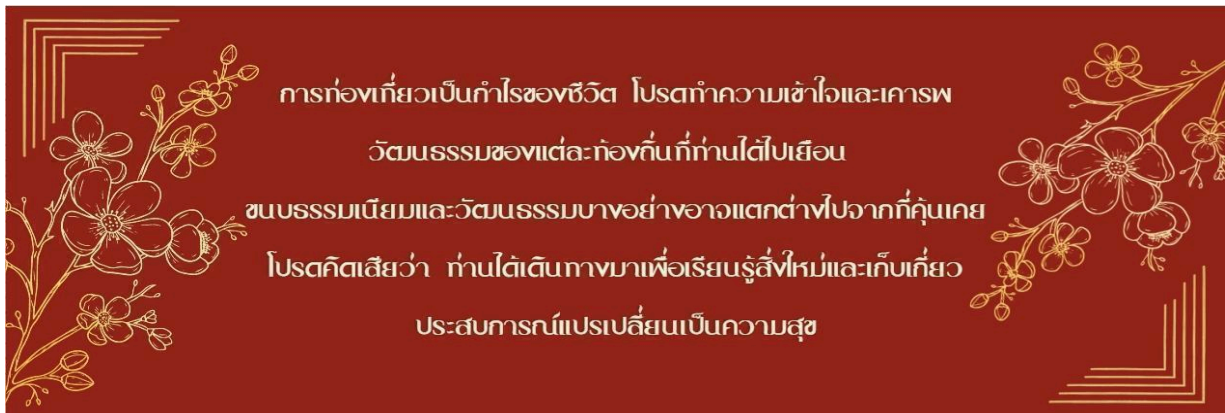 การท่องเที่ยวเป็นกำไรของชีวิต โปรดทำความเข้าใจและเคารพ
วัฒนธรรมของแต่ละท้องถิ่นที่ท่านได้ไปเยือน
ขนบธรรมเนียมและวัฒนธรรมบางอย่างอาจแตกต่างไปจากที่คุ้นเคย
โปรดคิดเสียว่า ท่านได้เดินทางมาเพื่อเรียนรู้สิ่งใหม่และเก็บเกี่ยว
ประสบการณ์แปรเปลี่ยนเป็นความสุข